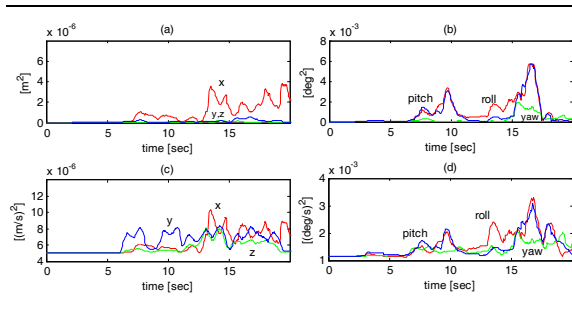 x 10⁻⁶
(a)
[m²]
6
4
2
0
x
y,z
0 5 10 15
time [sec]
x 10⁻³
(b)
[deg²]
8
6
4
2
0
pitch
roll
yaw
0 5 10 15
time [sec]
x 10⁻⁶
(c)
[(m/s)²
12
10
8
6
4
y
x
z
0 5 10 15
time [sec]
x 10⁻³
(d)
[(deg/s)²
4
3
2
1
pitch
roll
yaw
0 5 10 15
time [sec]